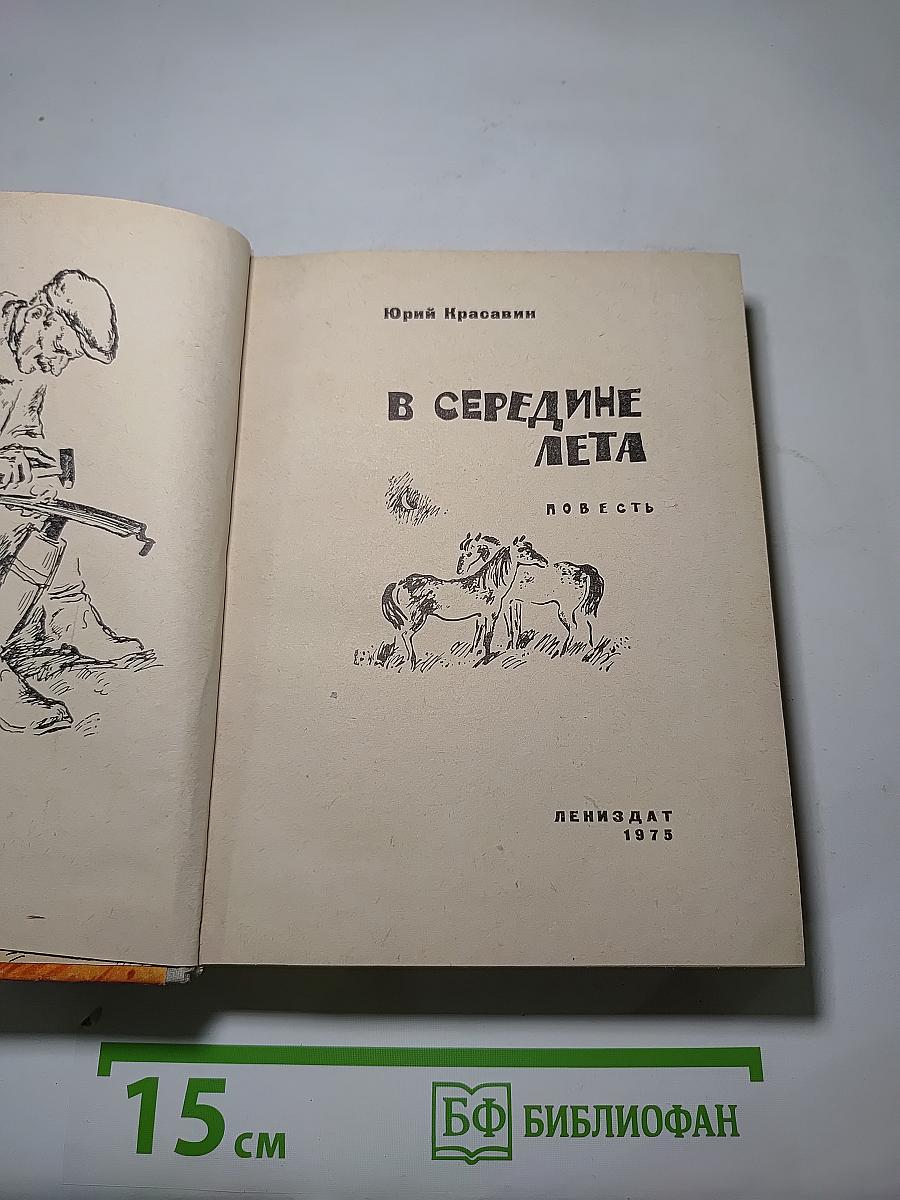 Юрий Красавин
В СЕРЕДИНЕ
ЛЕТА
ПОВЕСТЬ
ЛЕНИЗДАТ
1975
15 см
БФ БИБЛИОФАН